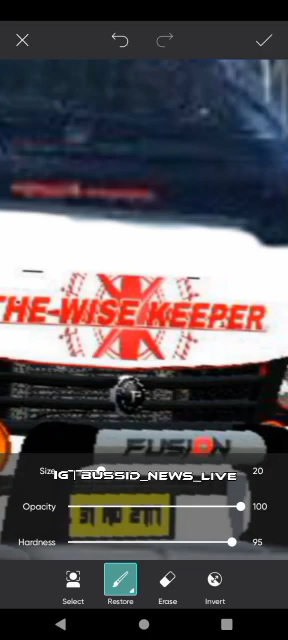 THE-WISE KEEPER
FUSION
Size
20
IG | BUSSID_NEWS_LIVE
Opacity
100
Hardness
95
Select
Restore
Erase
Invert